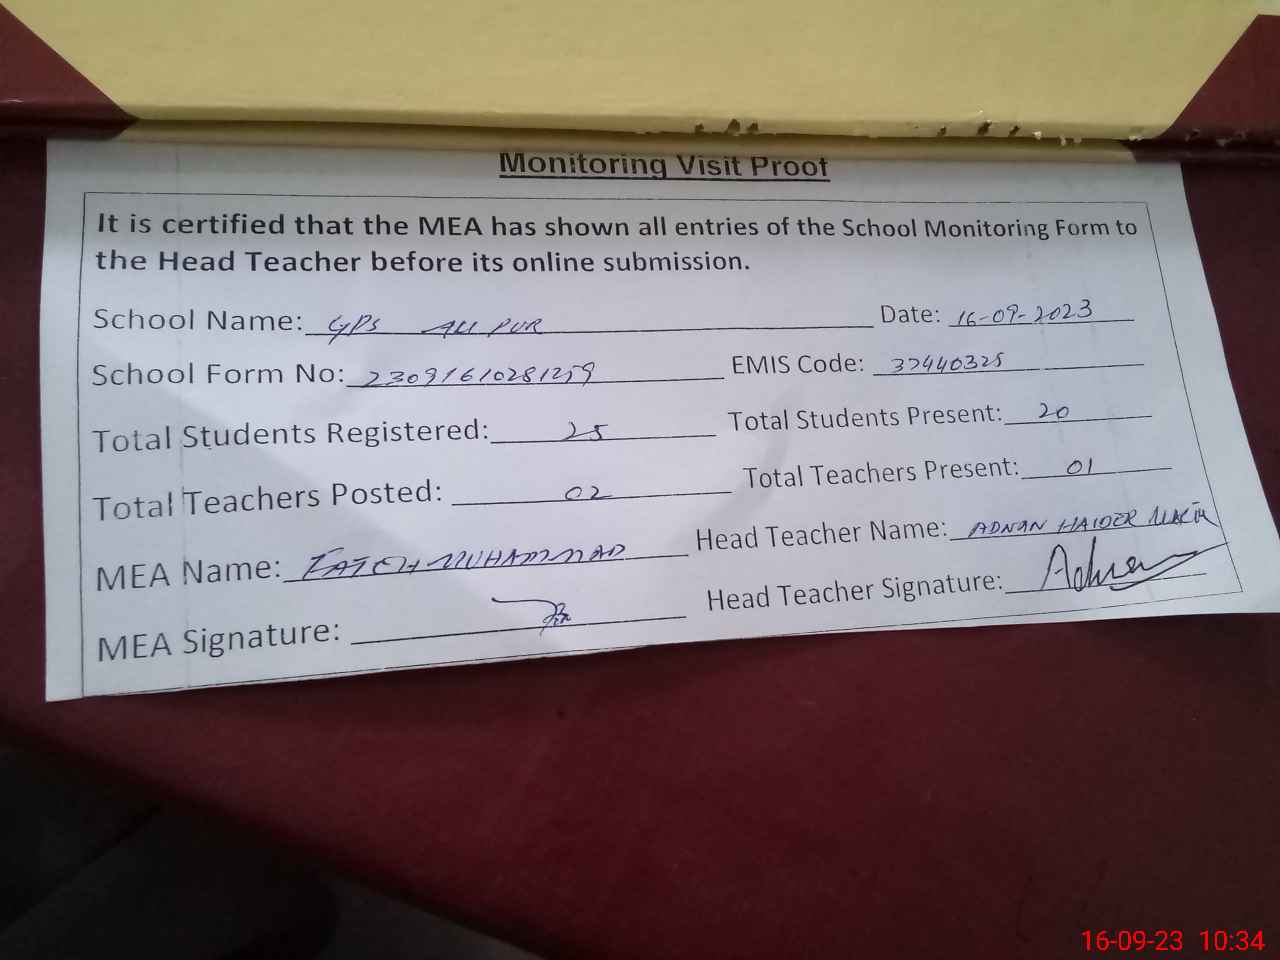 Monitoring Visit Proof
It is certified that the MEA has shown all entries of the School Monitoring Form to
the Head Teacher before its online submission.
School Name: GPS ALI PUR Date: 16-09-2023
School Form No: 23091610281259 EMIS Code: 32440325
Total Students Registered: 25 Total Students Present: 20
Total Teachers Posted: 02 Total Teachers Present: 01
MEA Name: FATEH MUHAMMAD Head Teacher Name: ADNAN HAIDER
MEA Signature: Head Teacher Signature: Adnan
16-09-23 10:34